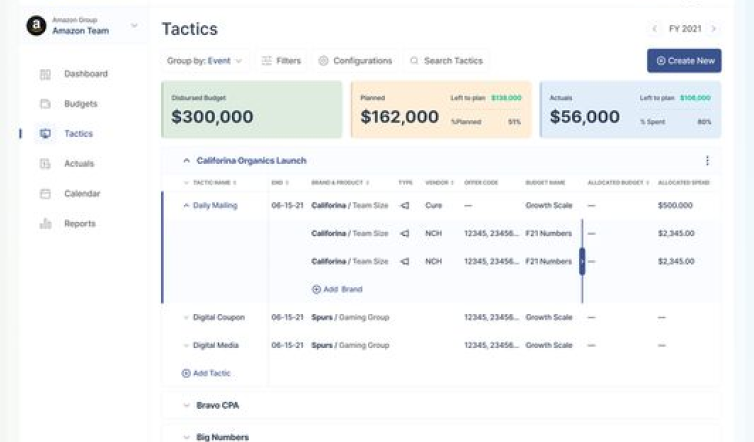 Amazon Group
Amazon Team
Tactics
FY 2021
Group by: Event
Filters
Configurations
Search Tactics
Create New
Dashboard
Budgets
Tactics
Actuals
Calendar
Reports
Disbursed Budget
$300,000
Planned
Left to plan $138,000
$162,000
%Planned 51%
Actuals
Left to plan $106,000
$56,000
% Spent 80%
Califorina Organics Launch
TACTIC NAME END BRAND & PRODUCT TYPE VENDOR OFFER CODE BUDGET NAME ALLOCATED BUDGET ALLOCATED SPEND
Daily Mailing 06-15-21 Califorina / Team Size Cure — Growth Scale — $500.000
Califorina / Team Size NCH 12345, 23456... F21 Numbers — $2,345.00
Califorina / Team Size NCH 12345, 23456... F21 Numbers — $2,345.00
Add Brand
Digital Coupon 06-15-21 Spurs / Gaming Group 12345, 23456... Growth Scale — —
Digital Media 06-15-21 Spurs / Gaming Group 12345, 23456... Growth Scale — —
Add Tactic
Bravo CPA
Big Numbers